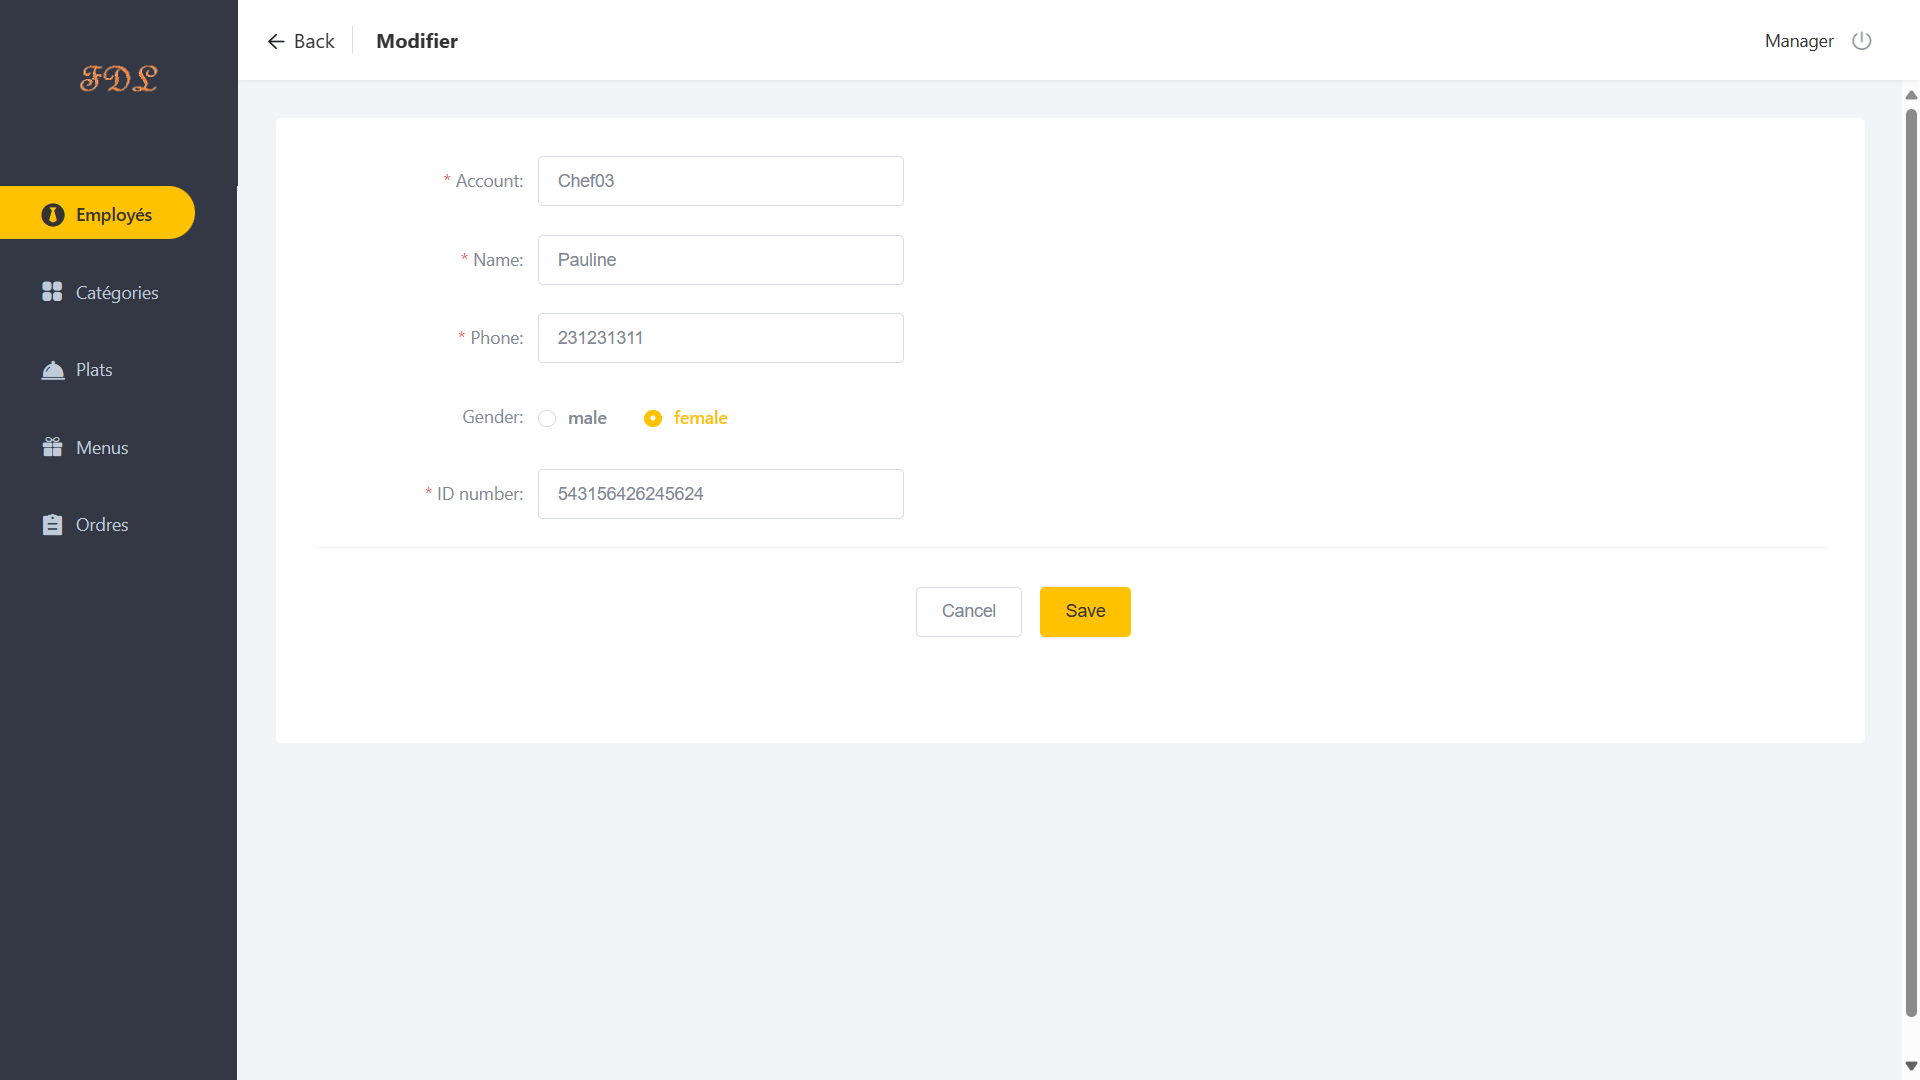 FDL
Employés
Catégories
Plats
Menus
Ordres
Back
Modifier
Manager
* Account: Chef03
* Name: Pauline
* Phone: 231231311
Gender: male female
* ID number: 543156426245624
Cancel Save